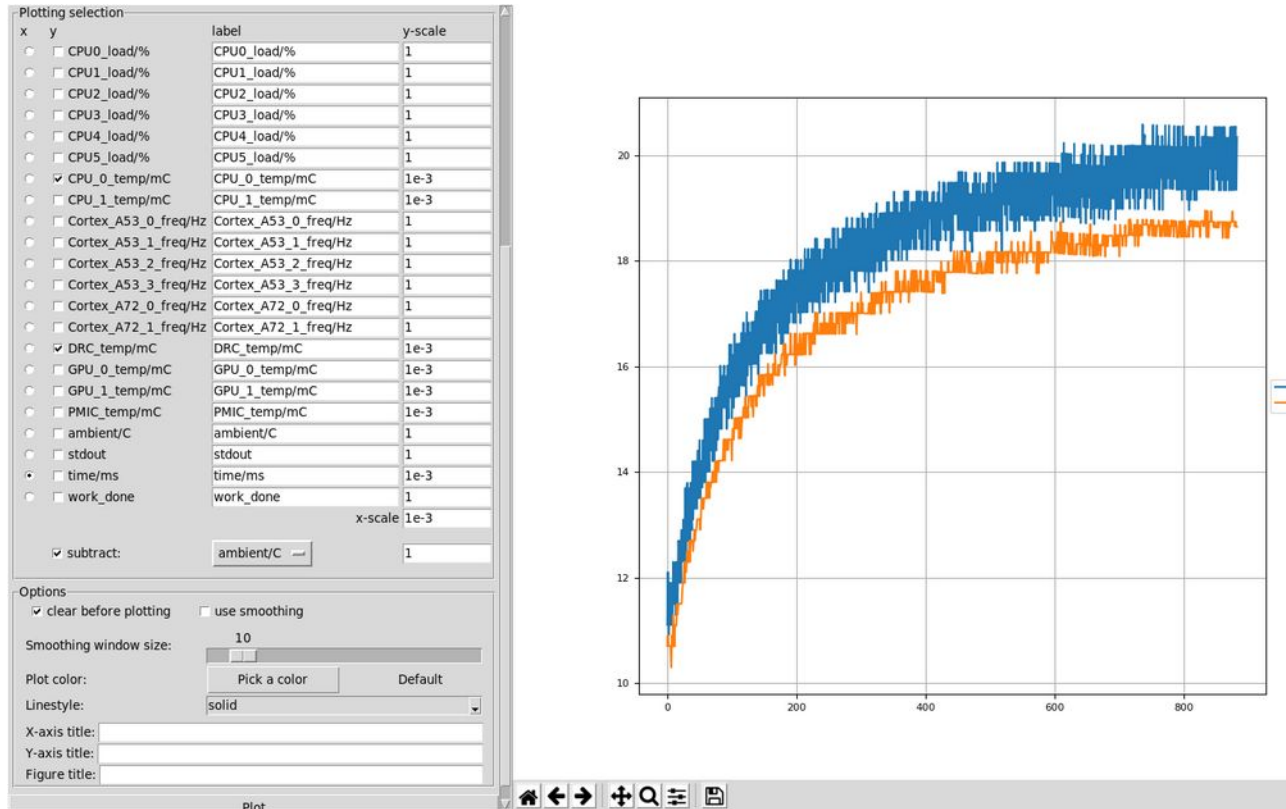 Plotting selection
x y label y-scale
CPU0_load/% CPU0_load/% 1
CPU1_load/% CPU1_load/% 1
CPU2_load/% CPU2_load/% 1
CPU3_load/% CPU3_load/% 1
CPU4_load/% CPU4_load/% 1
CPU5_load/% CPU5_load/% 1
CPU_0_temp/mC CPU_0_temp/mC 1e-3
CPU_1_temp/mC CPU_1_temp/mC 1e-3
Cortex_A53_0_freq/Hz Cortex_A53_0_freq/Hz 1
Cortex_A53_1_freq/Hz Cortex_A53_1_freq/Hz 1
Cortex_A53_2_freq/Hz Cortex_A53_2_freq/Hz 1
Cortex_A53_3_freq/Hz Cortex_A53_3_freq/Hz 1
Cortex_A72_0_freq/Hz Cortex_A72_0_freq/Hz 1
Cortex_A72_1_freq/Hz Cortex_A72_1_freq/Hz 1
DRC_temp/mC DRC_temp/mC 1e-3
GPU_0_temp/mC GPU_0_temp/mC 1e-3
GPU_1_temp/mC GPU_1_temp/mC 1e-3
PMIC_temp/mC PMIC_temp/mC 1e-3
ambient/C ambient/C 1
stdout stdout 1
time/ms time/ms 1e-3
work_done work_done 1
x-scale 1e-3
subtract: ambient/C 1
Options
clear before plotting use smoothing
10
Smoothing window size:
Plot color: Pick a color Default
Linestyle: solid
X-axis title:
Y-axis title:
Figure title:
Plot
20
18
16
14
12
10
0 200 400 600 800